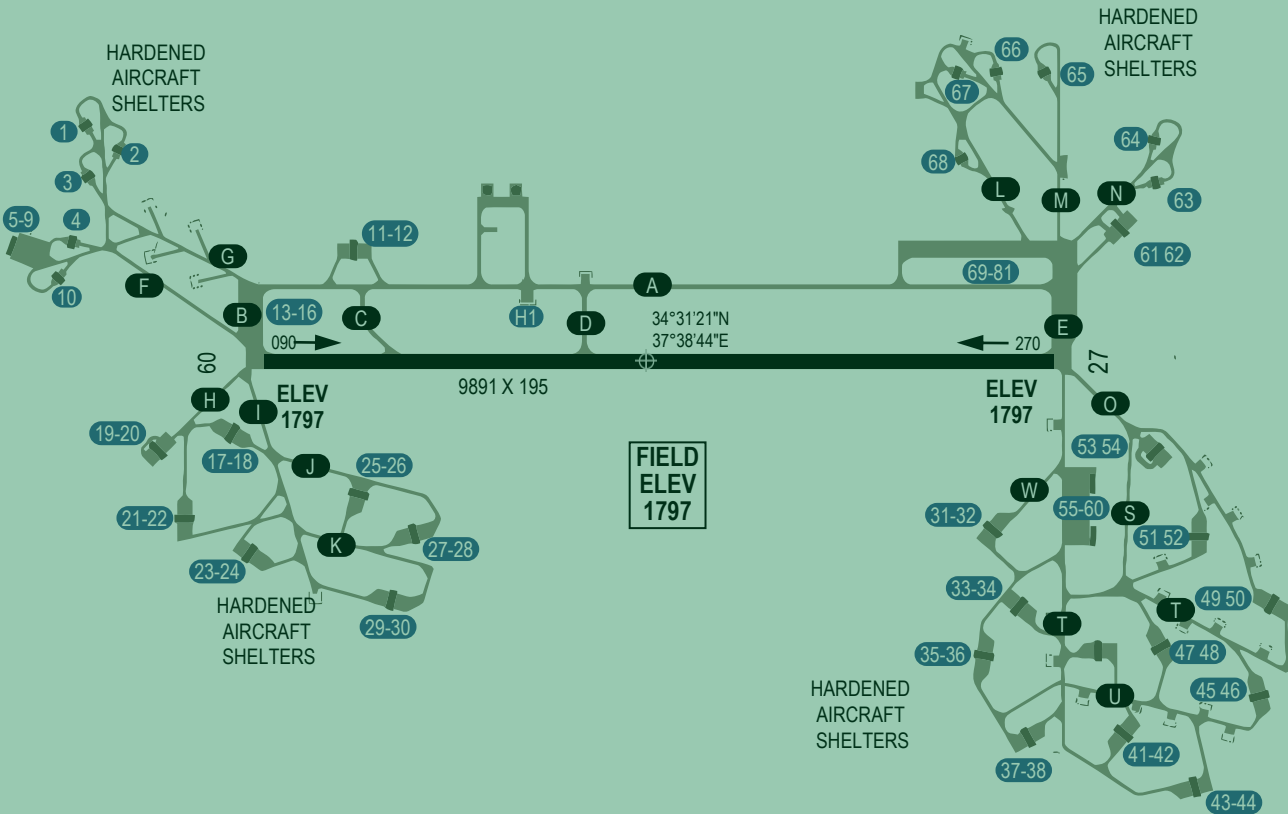 HARDENED
AIRCRAFT
SHELTERS
HARDENED
AIRCRAFT
SHELTERS
1
2
3
4
5-9
10
G
F
B
13-16
11-12
C
H1
D
A
34°31'21"N
37°38'44"E
66
65
67
68
64
63
L
M
N
61 62
69-81
E
090
270
60
27
9891 X 195
ELEV
1797
ELEV
1797
FIELD
ELEV
1797
H
I
19-20
17-18
J
25-26
21-22
K
27-28
23-24
29-30
HARDENED
AIRCRAFT
SHELTERS
O
53 54
W
55-60
S
31-32
51 52
33-34
T
T
49 50
35-36
47 48
45 46
U
HARDENED
AIRCRAFT
SHELTERS
37-38
41-42
43-44